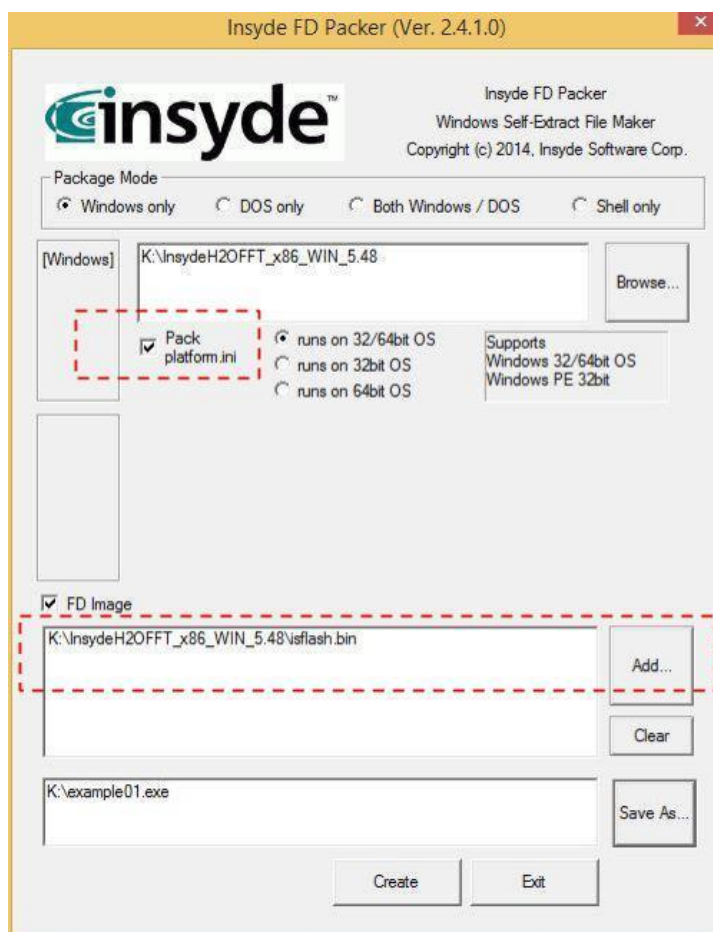 Insyde FD Packer (Ver. 2.4.1.0)
insyde™
Insyde FD Packer
Windows Self-Extract File Maker
Copyright (c) 2014, Insyde Software Corp.
Package Mode
Windows only
DOS only
Both Windows / DOS
Shell only
[Windows]
K:\InsydeH2OFFT_x86_WIN_5.48
Browse...
Pack
platform.ini
runs on 32/64bit OS
runs on 32bit OS
runs on 64bit OS
Supports
Windows 32/64bit OS
Windows PE 32bit
FD Image
K:\InsydeH2OFFT_x86_WIN_5.48\isflash.bin
Add...
Clear
K:\example01.exe
Save As...
Create
Exit